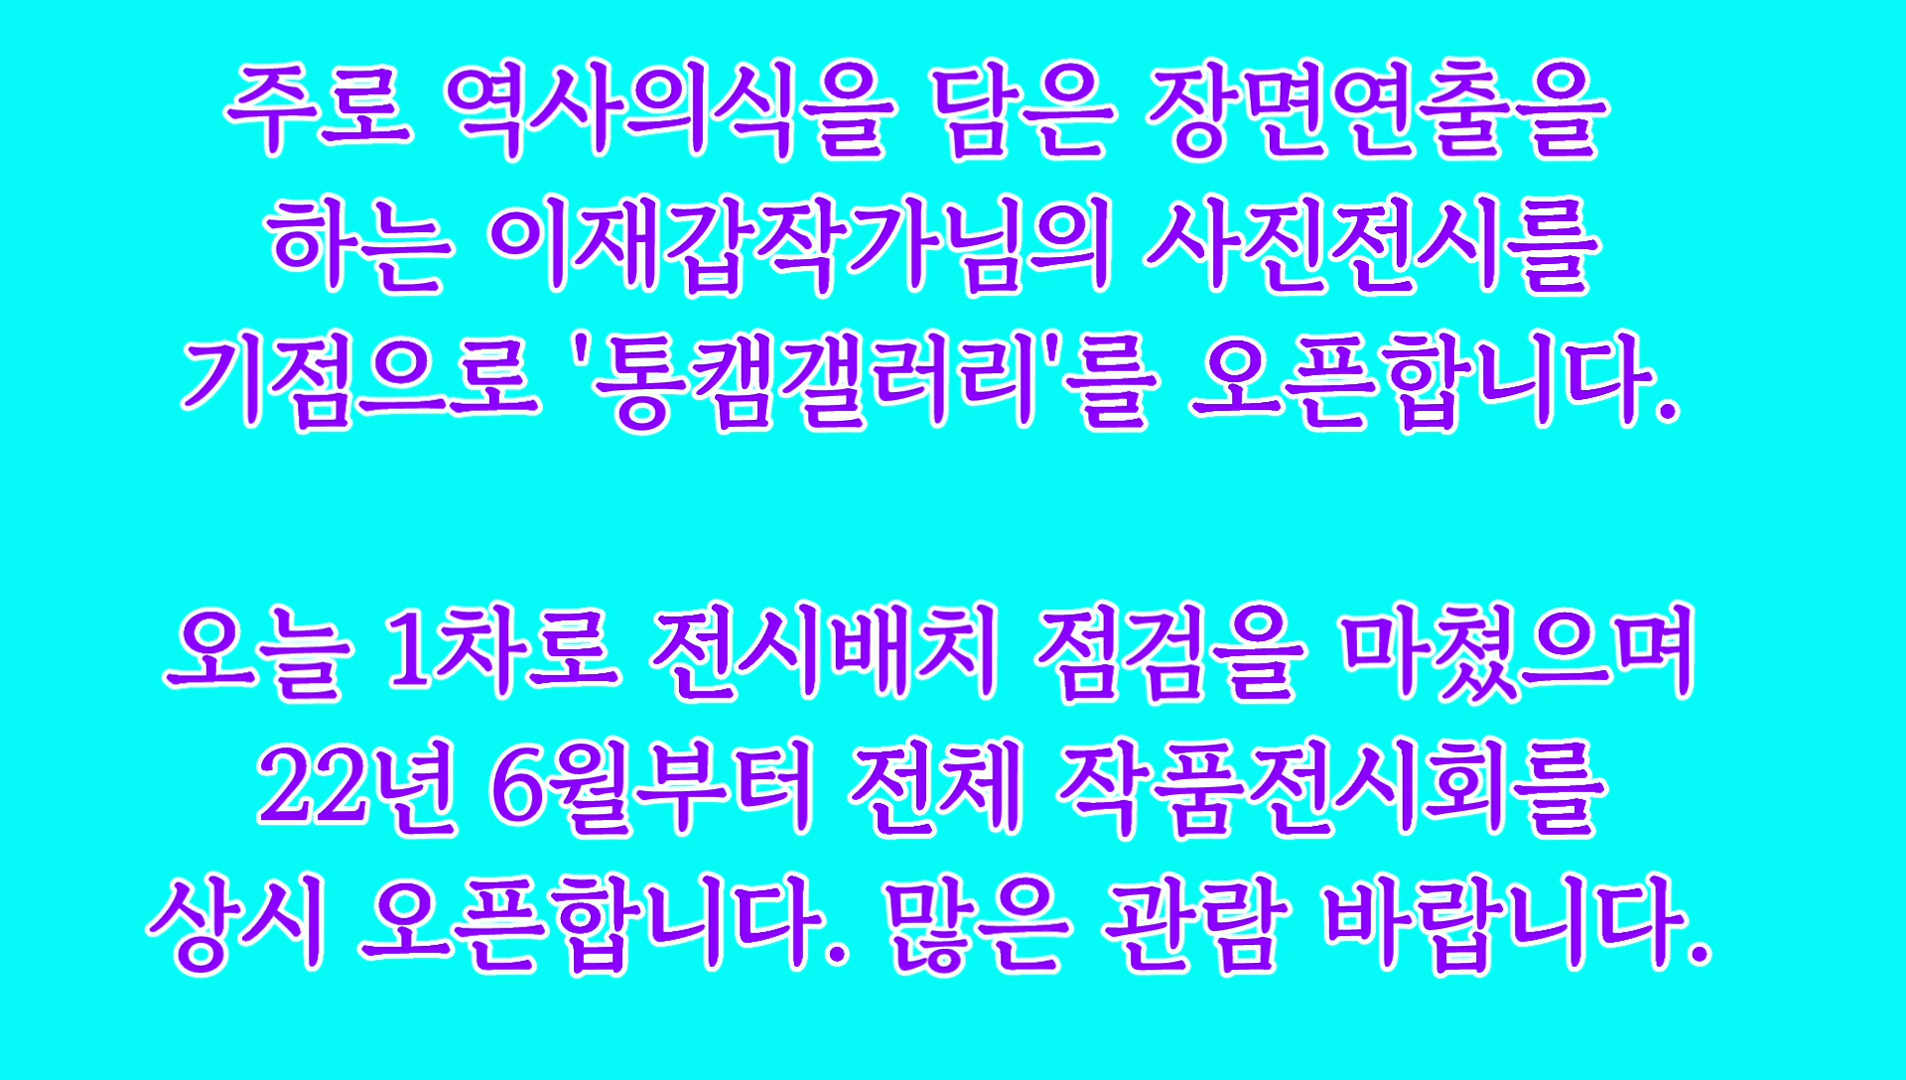 주로 역사의식을 담은 장면연출을
하는 이재갑작가님의 사진전시를
기점으로 '통캠갤러리'를 오픈합니다.
오늘 1차로 전시배치 점검을 마쳤으며
22년 6월부터 전체 작품전시회를
상시 오픈합니다. 많은 관람 바랍니다.